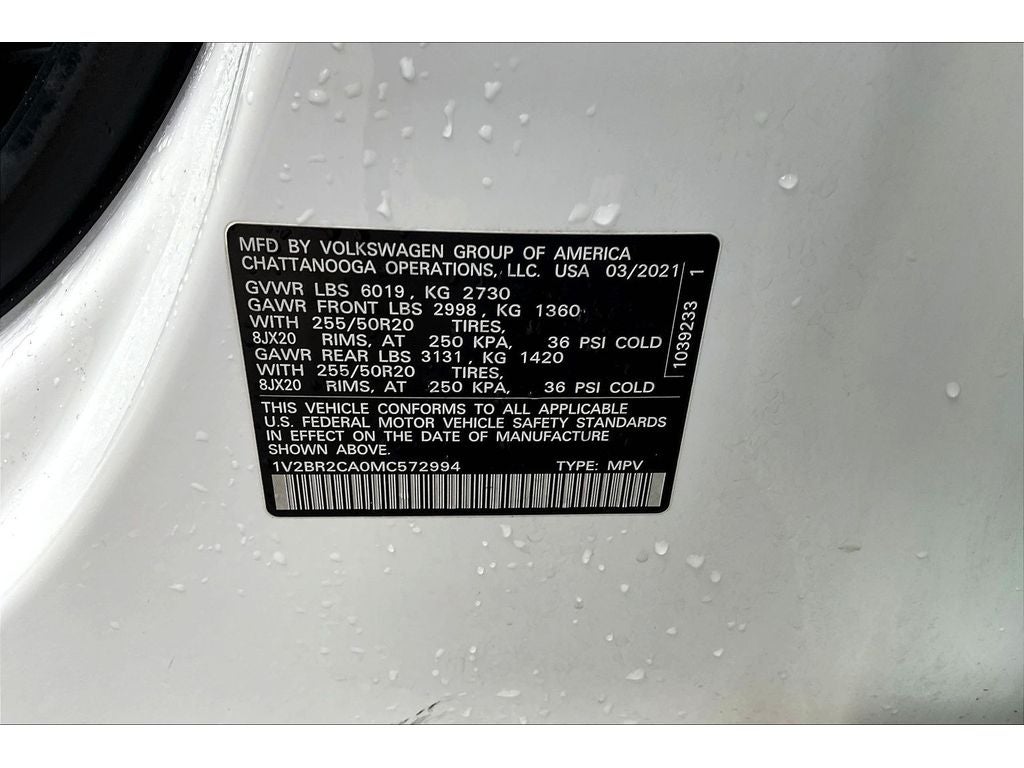 MFD BY VOLKSWAGEN GROUP OF AMERICA
CHATTANOOGA OPERATIONS, LLC. USA 03/2021
GVWR LBS 6019, KG 2730
GAWR FRONT LBS 2998, KG 1360
WITH 255/50R20 TIRES,
8JX20 RIMS, AT 250 KPA, 36 PSI COLD
GAWR REAR LBS 3131, KG 1420
WITH 255/50R20 TIRES,
8JX20 RIMS, AT 250 KPA, 36 PSI COLD
1039233 1
THIS VEHICLE CONFORMS TO ALL APPLICABLE
U.S. FEDERAL MOTOR VEHICLE SAFETY STANDARDS
IN EFFECT ON THE DATE OF MANUFACTURE
SHOWN ABOVE.
1V2BR2CA0MC572994 TYPE: MPV